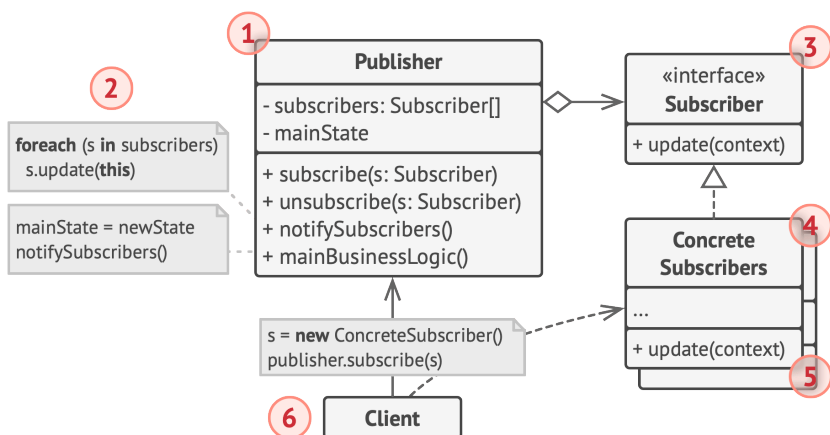 1
Publisher
- subscribers: Subscriber[]
- mainState
+ subscribe(s: Subscriber)
+ unsubscribe(s: Subscriber)
+ notifySubscribers()
+ mainBusinessLogic()
2
foreach (s in subscribers)
s.update(this)
mainState = newState
notifySubscribers()
3
«interface»
Subscriber
+ update(context)
4
Concrete
Subscribers
...
+ update(context)
5
s = new ConcreteSubscriber()
publisher.subscribe(s)
6
Client